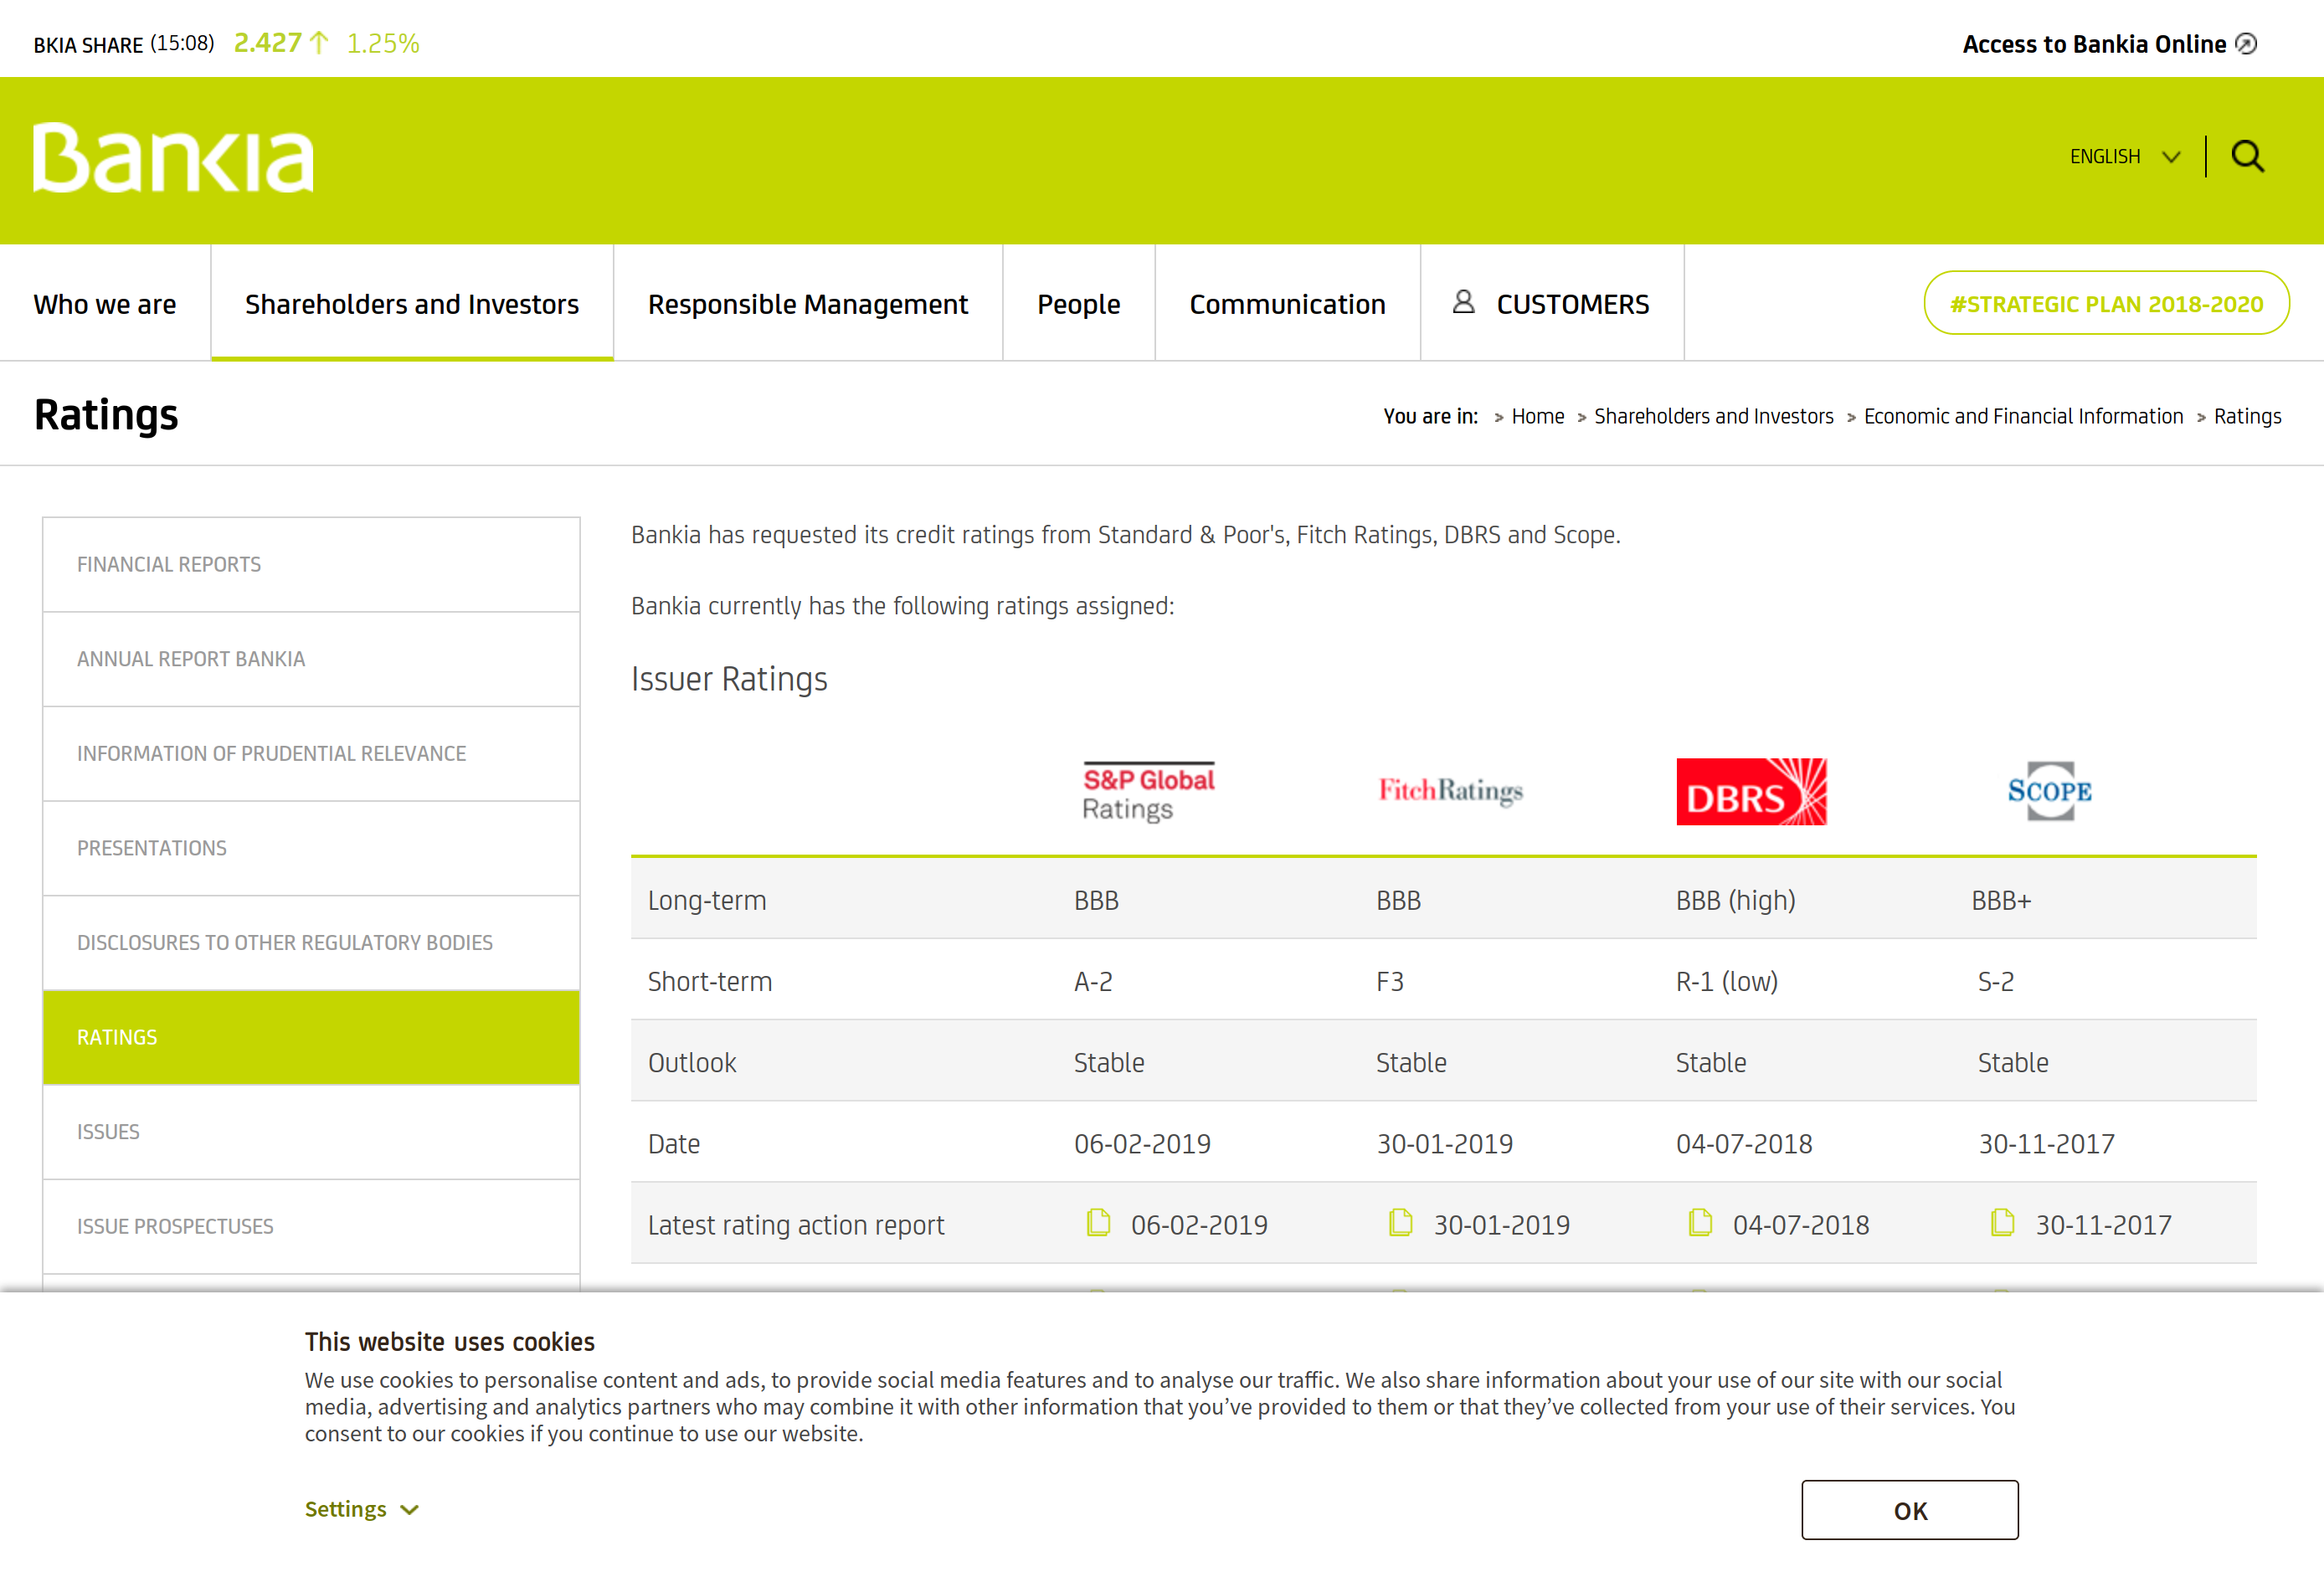 BKIA SHARE (15:08) 2.427 1.25%
Access to Bankia Online
Bankia
ENGLISH
Who we are
Shareholders and Investors
Responsible Management
People
Communication
CUSTOMERS
#STRATEGIC PLAN 2018-2020
Ratings
You are in: > Home > Shareholders and Investors > Economic and Financial Information > Ratings
FINANCIAL REPORTS
ANNUAL REPORT BANKIA
INFORMATION OF PRUDENTIAL RELEVANCE
PRESENTATIONS
DISCLOSURES TO OTHER REGULATORY BODIES
RATINGS
ISSUES
ISSUE PROSPECTUSES
Bankia has requested its credit ratings from Standard & Poor's, Fitch Ratings, DBRS and Scope.
Bankia currently has the following ratings assigned:
Issuer Ratings
S&P Global
Ratings
FitchRatings
DBRS
SCOPE
Long-term BBB BBB BBB (high) BBB+
Short-term A-2 F3 R-1 (low) S-2
Outlook Stable Stable Stable Stable
Date 06-02-2019 30-01-2019 04-07-2018 30-11-2017
Latest rating action report 06-02-2019 30-01-2019 04-07-2018 30-11-2017
This website uses cookies
We use cookies to personalise content and ads, to provide social media features and to analyse our traffic. We also share information about your use of our site with our social
media, advertising and analytics partners who may combine it with other information that you’ve provided to them or that they’ve collected from your use of their services. You
consent to our cookies if you continue to use our website.
Settings
OK